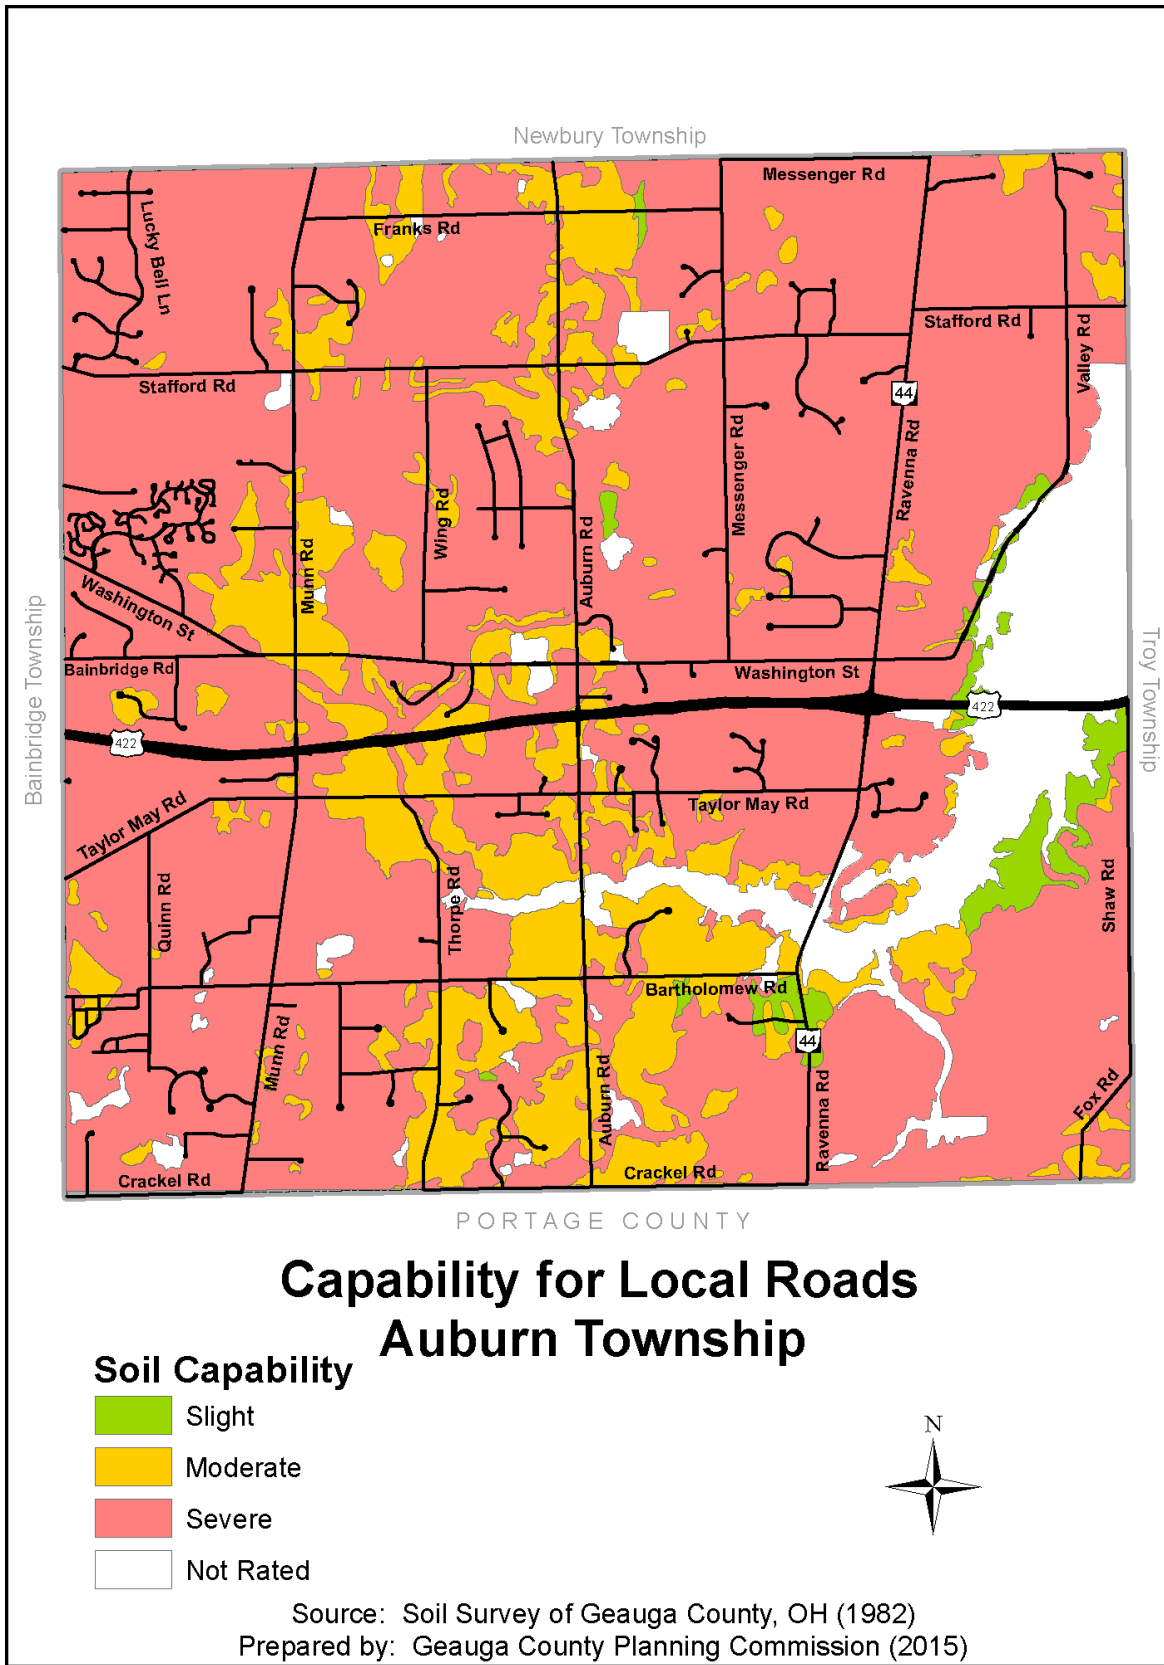 Newbury Township
Messenger Rd
Lucky Bell Ln
Franks Rd
Stafford Rd
Valley Rd
Stafford Rd
44
Messenger Rd
Ravenna Rd
Wing Rd
Auburn Rd
Munn Rd
Washington St
Bainbridge Township
Troy Township
Bainbridge Rd
Washington St
422
422
Taylor May Rd
Taylor May Rd
Quinn Rd
Thorpe Rd
Shaw Rd
Bartholomew Rd
44
Munn Rd
Auburn Rd
Ravenna Rd
Fox Rd
Crackel Rd
Crackel Rd
PORTAGE COUNTY
Capability for Local Roads
Auburn Township
Soil Capability
Slight
Moderate
Severe
Not Rated
N
Source: Soil Survey of Geauga County, OH (1982)
Prepared by: Geauga County Planning Commission (2015)